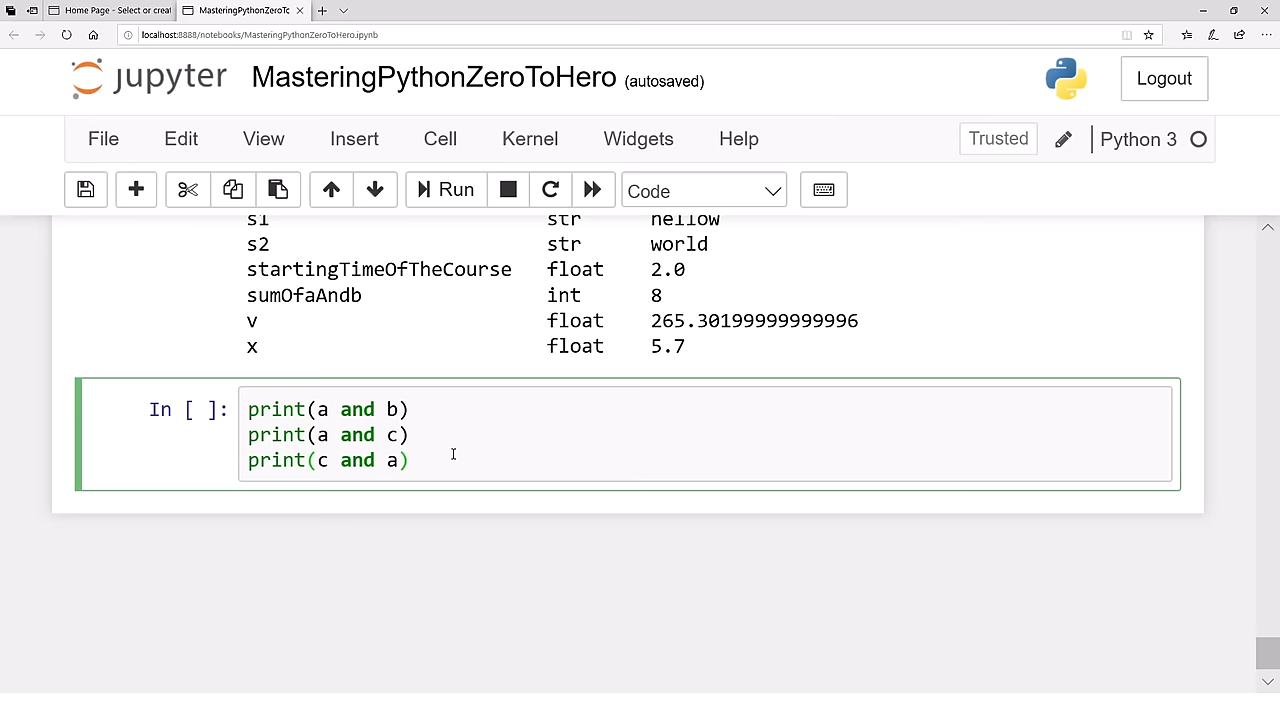 Home Page - Select or creat
MasteringPythonZeroTo
localhost:8888/notebooks/MasteringPythonZeroToHero.ipynb
jupyter MasteringPythonZeroToHero (autosaved)
Logout
File Edit View Insert Cell Kernel Widgets Help
Trusted Python 3
Run Code
s1 str hellow
s2 str world
startingTimeOfTheCourse float 2.0
sumOfaAndb int 8
v float 265.30199999999996
x float 5.7
In [ ]: print(a and b)
print(a and c)
print(c and a)